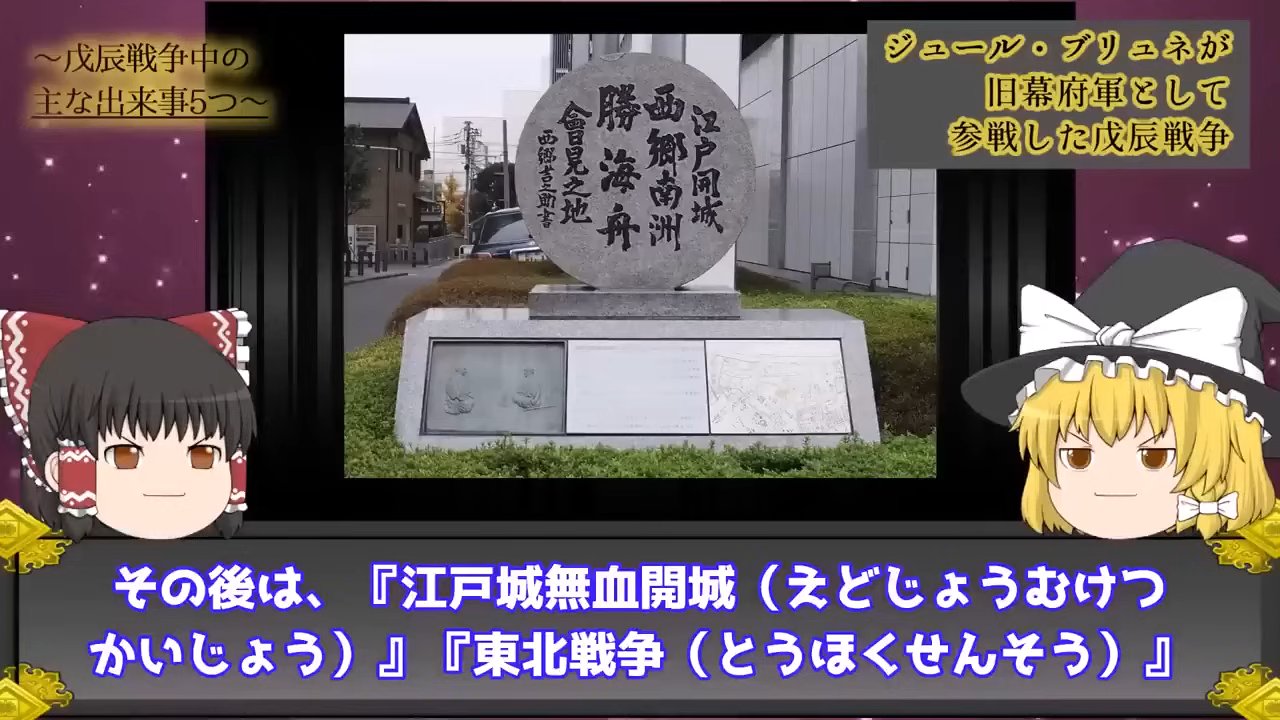 ～戊辰戦争中の
主な出来事5つ～
ジュール・ブリュネが
旧幕府軍として
参戦した戊辰戦争
江戸開城
西郷南洲
勝海舟
會見之地
西郷吉之助書
その後は、『江戸城無血開城（えどじょうむけつ
かいじょう）』『東北戦争（とうほくせんそう）』